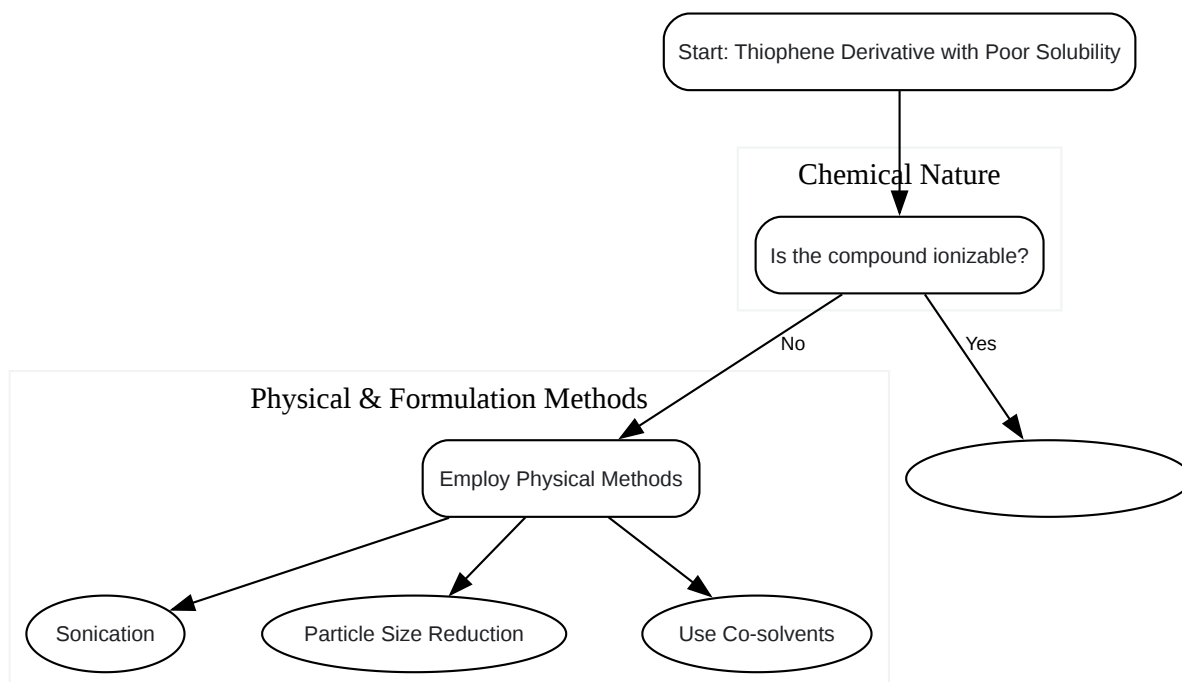 Start: Thiophene Derivative with Poor Solubility
Chemical Nature
Is the compound ionizable?
No
Yes
Physical & Formulation Methods
Employ Physical Methods
Sonication
Particle Size Reduction
Use Co-solvents